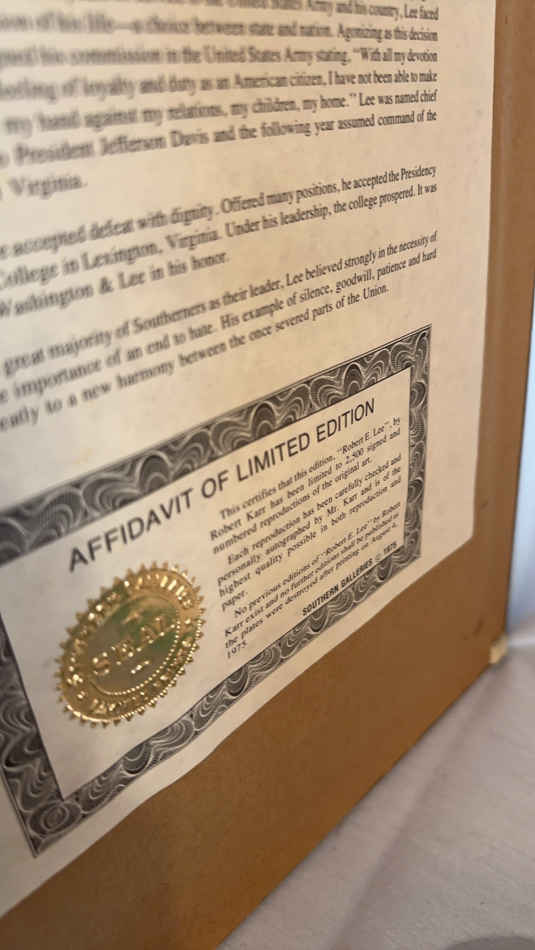 United States Army and his country, Lee faced
of his life—a choice between state and nation. Agonizing as this decision
his commission in the United States Army stating, "With all my devotion
feeling of loyalty and duty as an American citizen, I have not been able to make
my hand against my relations, my children, my home." Lee was named chief
President Jefferson Davis and the following year assumed command of the
Virginia.
accepted defeat with dignity. Offered many positions, he accepted the Presidency
College in Lexington, Virginia. Under his leadership, the college prospered. It was
Washington & Lee in his honor.
great majority of Southerners as their leader, Lee believed strongly in the necessity of
importance of an end to hate. His example of silence, goodwill, patience and hard
to a new harmony between the once severed parts of the Union.
AFFIDAVIT OF LIMITED EDITION
This certifies that this edition, "Robert E. Lee", by
Robert Karr has been limited to 2,500 signed and
numbered reproductions of the original art.
Each reproduction has been carefully checked and
personally autographed by Mr. Karr and is of the
highest quality possible in both reproduction and
paper.
No previous editions of "Robert E. Lee" by Robert
Karr exist and no further editions shall be published as
the plates were destroyed after printing on August 4,
1975.
SOUTHERN GALLERIES © 1975
SEAL